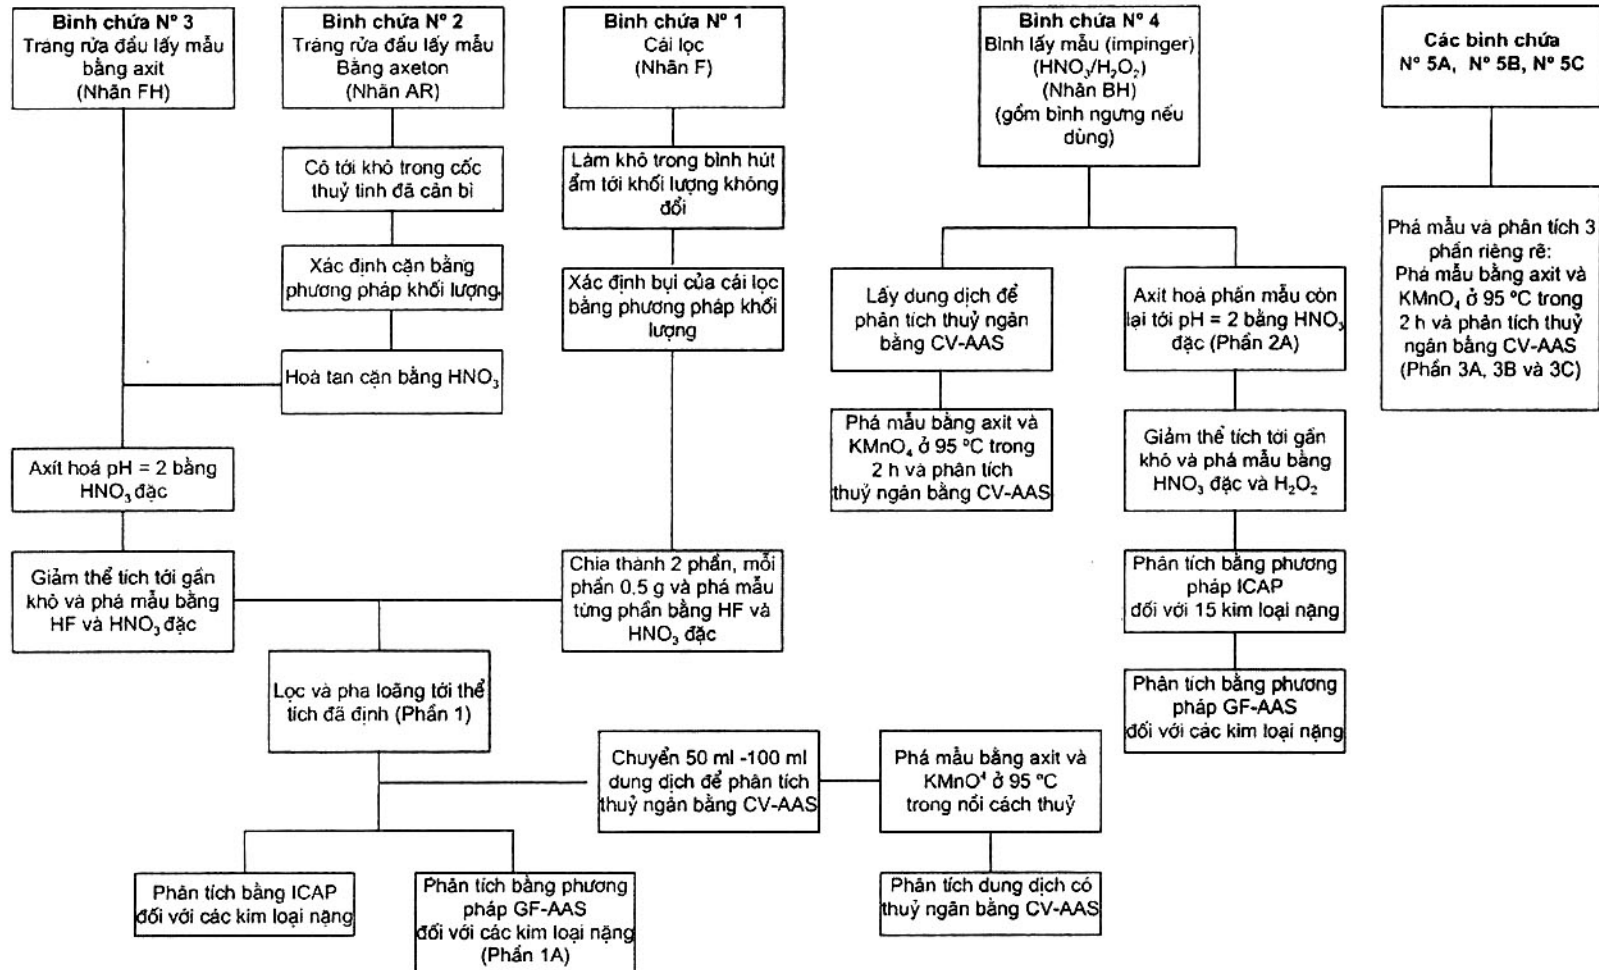 Bình chứa N° 3
Tráng rửa đầu lấy mẫu
bằng axit
(Nhãn FH)
Bình chứa N° 2
Tráng rửa đầu lấy mẫu
Bằng axeton
(Nhãn AR)
Bình chứa N° 1
Cái lọc
(Nhãn F)
Bình chứa N° 4
Bình lấy mẫu (impinger)
(HNO₃/H₂O₂)
(Nhãn BH)
(gồm bình ngưng nếu
dùng)
Các bình chứa
N° 5A, N° 5B, N° 5C
Cô tới khô trong cốc
thuỷ tinh đã cân bì
Làm khô trong bình hút
ẩm tới khối lượng không
đổi
Xác định cặn bằng
phương pháp khối lượng.
Xác định bụi của cái lọc
bằng phương pháp khối
lượng
Lấy dung dịch để
phân tích thuỷ ngân
bằng CV-AAS
Axit hoá phần mẫu còn
lại tới pH = 2 bằng HNO₃
đặc (Phần 2A)
Phá mẫu và phân tích 3
phần riêng rẽ:
Phá mẫu bằng axit và
KMnO₄ ở 95 °C trong
2 h và phân tích thuỷ
ngân bằng CV-AAS
(Phần 3A, 3B và 3C)
Hoà tan cặn bằng HNO₃
Phá mẫu bằng axit và
KMnO₄ ở 95 °C trong
2 h và phân tích
thuỷ ngân bằng CV-AAS
Giảm thể tích tới gần
khô và phá mẫu bằng
HNO₃ đặc và H₂O₂
Axít hoá pH = 2 bằng
HNO₃ đặc
Giảm thể tích tới gần
khô và phá mẫu bằng
HF và HNO₃ đặc
Chia thành 2 phần, mỗi
phần 0,5 g và phá mẫu
từng phần bằng HF và
HNO₃ đặc
Phân tích bằng phương
pháp ICAP
đối với 15 kim loại nặng
Lọc và pha loãng tới thể
tích đã định (Phần 1)
Phân tích bằng phương
pháp GF-AAS
đối với các kim loại nặng
Chuyển 50 ml -100 ml
dung dịch để phân tích
thuỷ ngân bằng CV-AAS
Phá mẫu bằng axit và
KMnO⁴ ở 95 °C
trong nồi cách thuỷ
Phân tích bằng ICAP
đối với các kim loại nặng
Phân tích bằng phương
pháp GF-AAS
đối với các kim loại nặng
(Phần 1A)
Phân tích dung dịch có
thuỷ ngân bằng CV-AAS